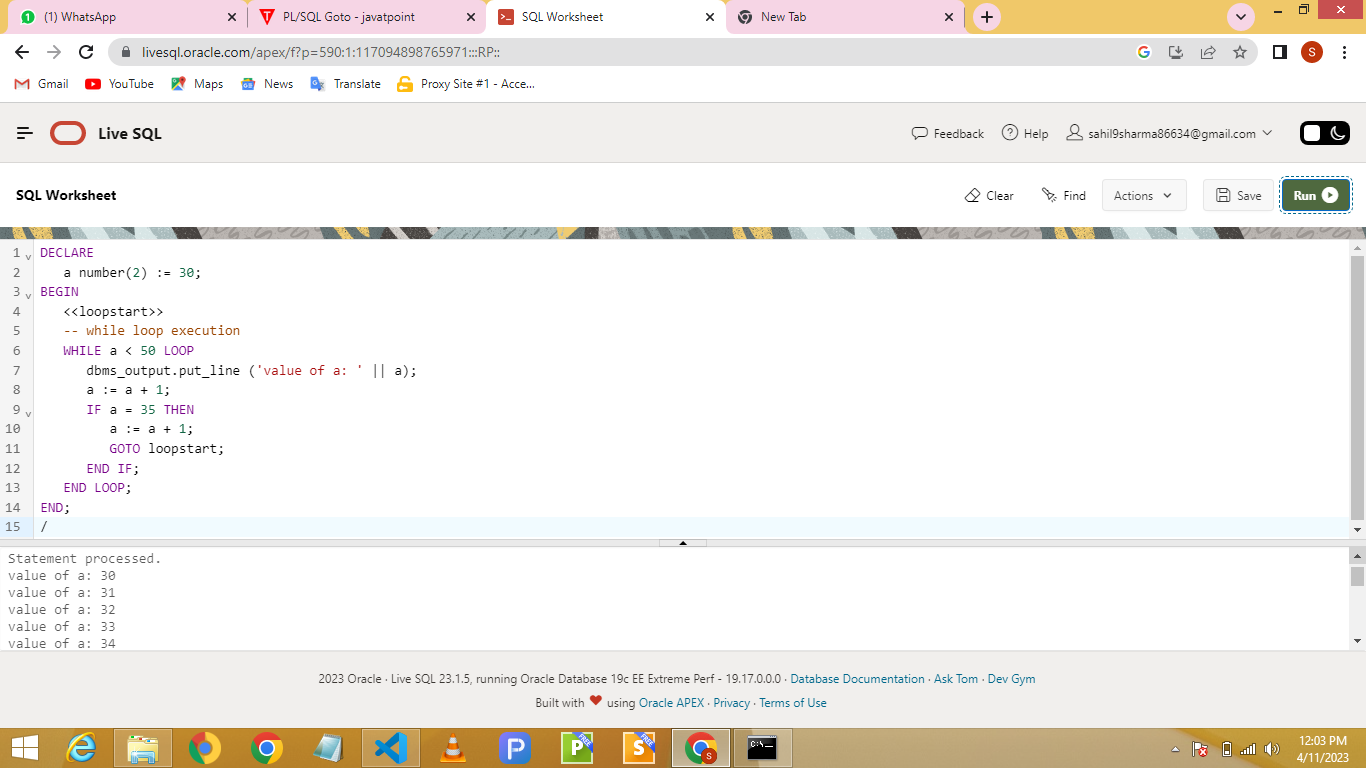 (1) WhatsApp
PL/SQL Goto - javatpoint
SQL Worksheet
New Tab
livesql.oracle.com/apex/f?p=590:1:117094898765971:::RP::
S
Gmail
YouTube
Maps
News
Translate
Proxy Site #1 - Acce...
Live SQL
Feedback
Help
sahil9sharma86634@gmail.com
SQL Worksheet
Clear
Find
Actions
Save
Run
1 DECLARE
2 a number(2) := 30;
3 BEGIN
4 <<loopstart>>
5 -- while loop execution
6 WHILE a < 50 LOOP
7 dbms_output.put_line ('value of a: ' || a);
8 a := a + 1;
9 IF a = 35 THEN
10 a := a + 1;
11 GOTO loopstart;
12 END IF;
13 END LOOP;
14 END;
15 /
Statement processed.
value of a: 30
value of a: 31
value of a: 32
value of a: 33
value of a: 34
2023 Oracle · Live SQL 23.1.5, running Oracle Database 19c EE Extreme Perf - 19.17.0.0.0 · Database Documentation · Ask Tom · Dev Gym
Built with ❤ using Oracle APEX · Privacy · Terms of Use
12:03 PM
4/11/2023